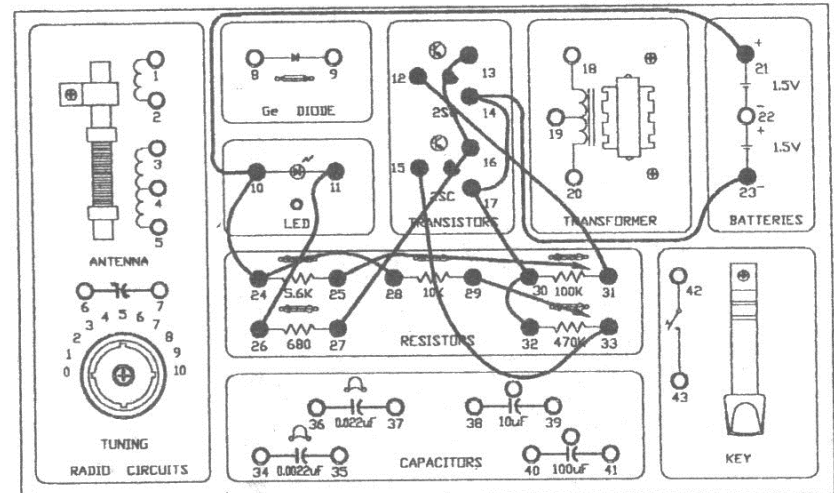 1
2
3
4
5
ANTENNA
6 7
0 1 2 3 4 5 6 7 8 9 10
TUNING
RADIO CIRCUITS
8 9
Ge DIODE
10 11
LED
12 13
14
2SC
15 16
17
2SC
TRANSISTORS
18
19
20
TRANSFORMER
+
21
1.5V
-
22
+
1.5V
23-
BATTERIES
24 5.6K 25 28 10K 29 30 100K 31
26 680 27 32 470K 33
RESISTORS
36 0.022uF 37 38 10uF 39
34 0.0022uF 35 40 100uF 41
CAPACITORS
42
43
KEY